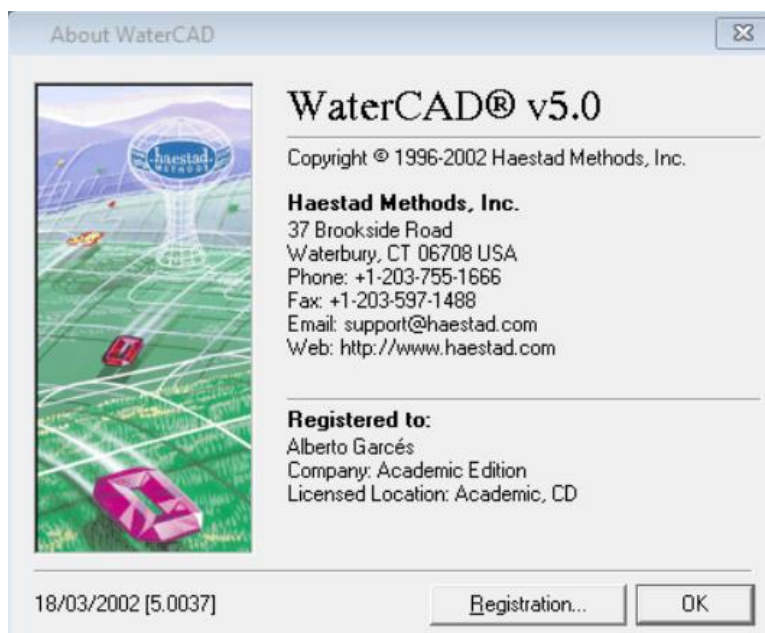 About WaterCAD
haestad
METHODS
WaterCAD® v5.0
Copyright © 1996-2002 Haestad Methods, Inc.
Haestad Methods, Inc.
37 Brookside Road
Waterbury, CT 06708 USA
Phone: +1-203-755-1666
Fax: +1-203-597-1488
Email: support@haestad.com
Web: http://www.haestad.com
Registered to:
Alberto Garcés
Company: Academic Edition
Licensed Location: Academic, CD
18/03/2002 [5.0037]
Registration...
OK